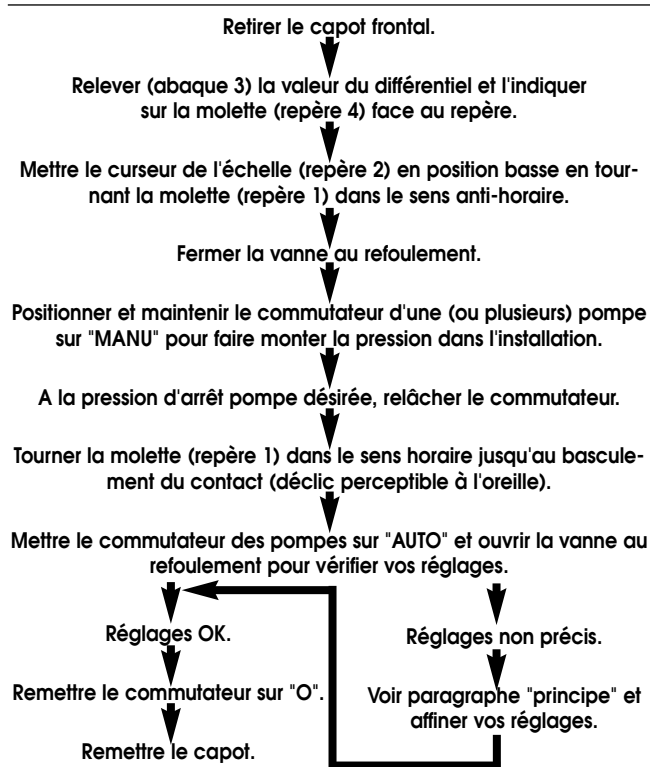 Retirer le capot frontal.
Relever (abaque 3) la valeur du différentiel et l'indiquer
sur la molette (repère 4) face au repère.
Mettre le curseur de l'échelle (repère 2) en position basse en tour-
nant la molette (repère 1) dans le sens anti-horaire.
Fermer la vanne au refoulement.
Positionner et maintenir le commutateur d'une (ou plusieurs) pompe
sur "MANU" pour faire monter la pression dans l'installation.
A la pression d'arrêt pompe désirée, relâcher le commutateur.
Tourner la molette (repère 1) dans le sens horaire jusqu'au bascule-
ment du contact (déclic perceptible à l'oreille).
Mettre le commutateur des pompes sur "AUTO" et ouvrir la vanne au
refoulement pour vérifier vos réglages.
Réglages OK.
Remettre le commutateur sur "O".
Remettre le capot.
Réglages non précis.
Voir paragraphe "principe" et
affiner vos réglages.